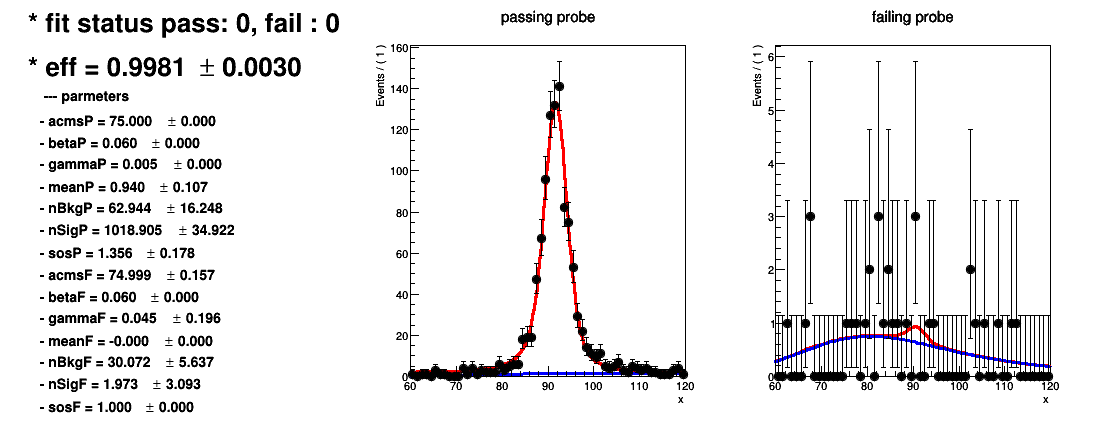 * fit status pass: 0, fail : 0
* eff = 0.9981 ± 0.0030
--- parmeters
- acmsP = 75.000 ± 0.000
- betaP = 0.060 ± 0.000
- gammaP = 0.005 ± 0.000
- meanP = 0.940 ± 0.107
- nBkgP = 62.944 ± 16.248
- nSigP = 1018.905 ± 34.922
- sosP = 1.356 ± 0.178
- acmsF = 74.999 ± 0.157
- betaF = 0.060 ± 0.000
- gammaF = 0.045 ± 0.196
- meanF = -0.000 ± 0.000
- nBkgF = 30.072 ± 5.637
- nSigF = 1.973 ± 3.093
- sosF = 1.000 ± 0.000
passing probe
Events / ( 1 )
160
140
120
100
80
60
40
20
0
60 70 80 90 100 110 120
x
failing probe
Events / ( 1 )
6
5
4
3
2
1
0
60 70 80 90 100 110 120
x